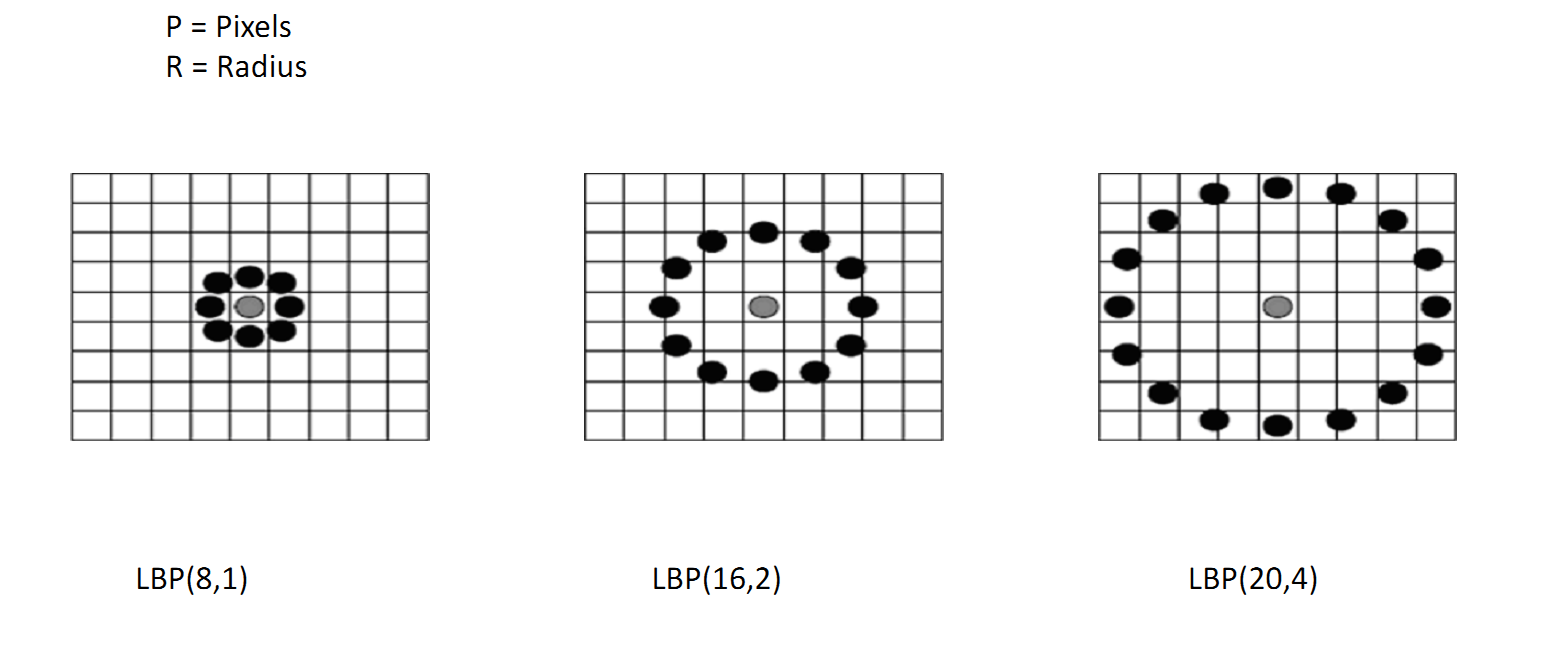 P = Pixels
R = Radius
LBP(8,1)
LBP(16,2)
LBP(20,4)